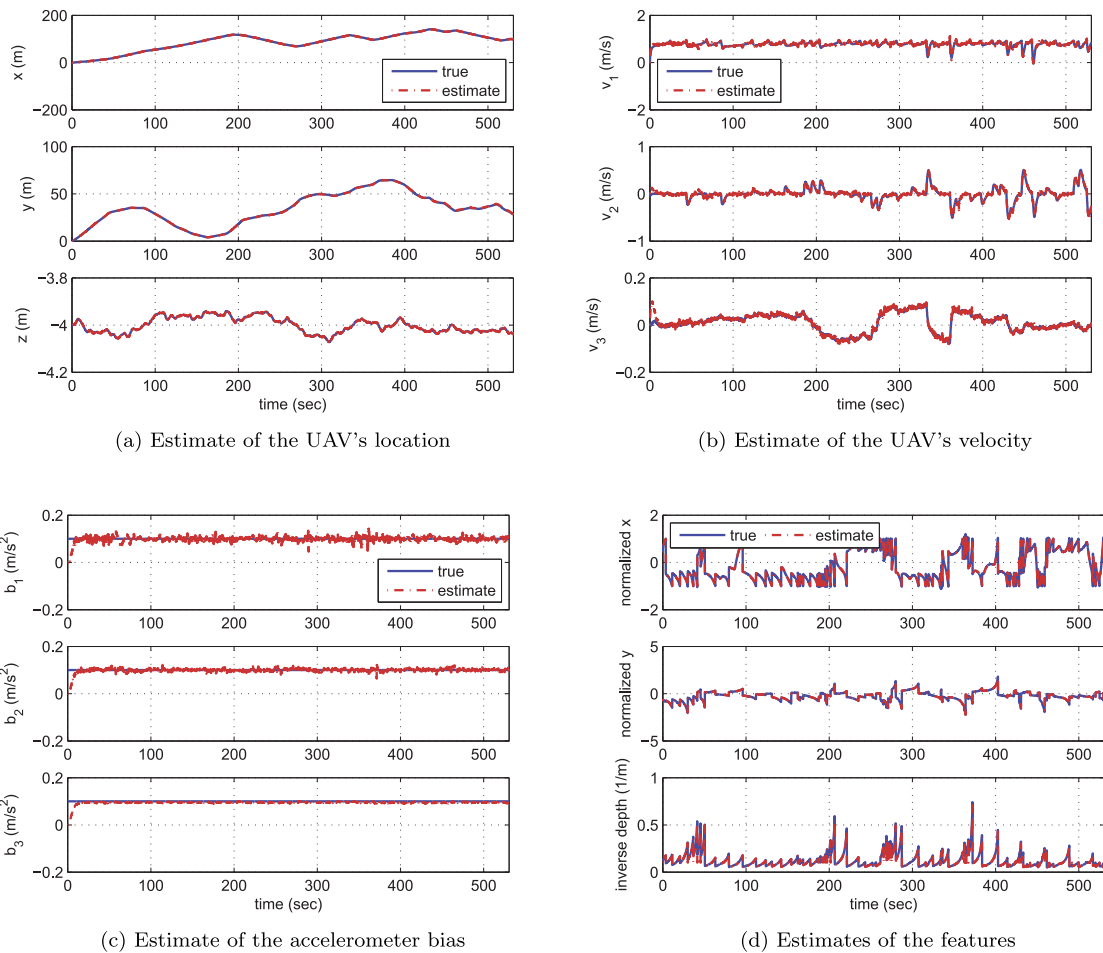 200
0
−200
x (m)
true
estimate
0 100 200 300 400 500
100
50
0
y (m)
0 100 200 300 400 500
−3.8
−4
−4.2
z (m)
0 100 200 300 400 500
time (sec)
(a) Estimate of the UAV's location
2
0
−2
v1 (m/s)
true
estimate
0 100 200 300 400 500
1
0
−1
v2 (m/s)
0 100 200 300 400 500
0.2
0
−0.2
v3 (m/s)
0 100 200 300 400 500
time (sec)
(b) Estimate of the UAV's velocity
0.2
0
−0.2
b1 (m/s2)
true
estimate
0 100 200 300 400 500
0.2
0
−0.2
b2 (m/s2)
0 100 200 300 400 500
0.2
0
−0.2
b3 (m/s2)
0 100 200 300 400 500
time (sec)
(c) Estimate of the accelerometer bias
2
0
−2
normalized x
true estimate
0 100 200 300 400 500
5
0
−5
normalized y
0 100 200 300 400 500
1
0.5
0
inverse depth (1/m)
0 100 200 300 400 500
time (sec)
(d) Estimates of the features